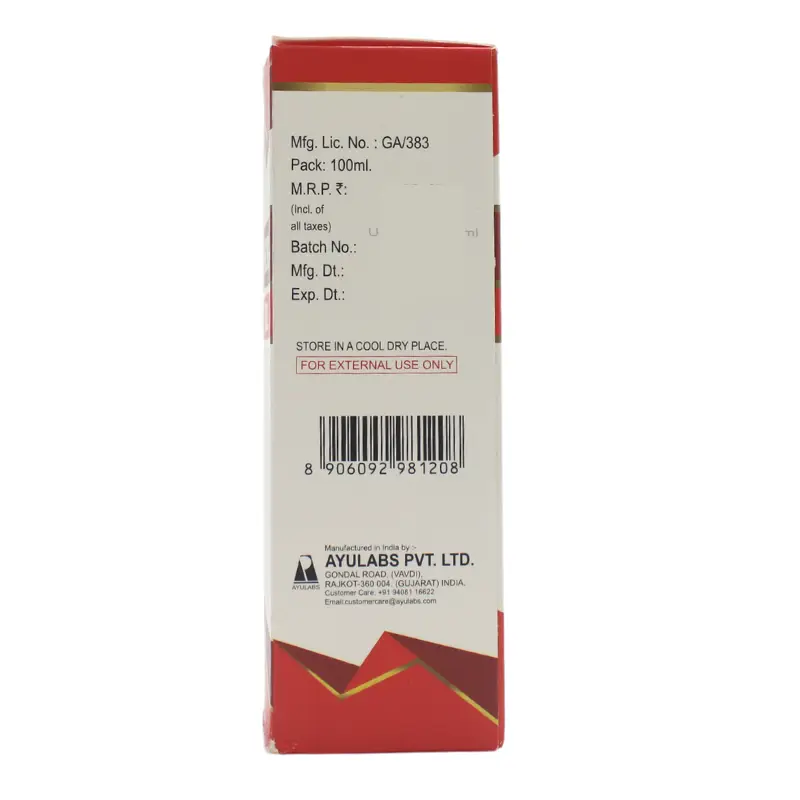 Mfg. Lic. No. : GA/383
Pack: 100ml.
M.R.P. ₹:
(Incl. of
all taxes)
Batch No.:
Mfg. Dt.:
Exp. Dt.:
STORE IN A COOL DRY PLACE.
FOR EXTERNAL USE ONLY
8 906092 981208
Manufactured in India by :-
AYULABS PVT. LTD.
GONDAL ROAD, (VAVDI),
RAJKOT-360 004. (GUJARAT) INDIA.
AYULABS
Customer Care: +91 94081 16622
Email:customercare@ayulabs.com